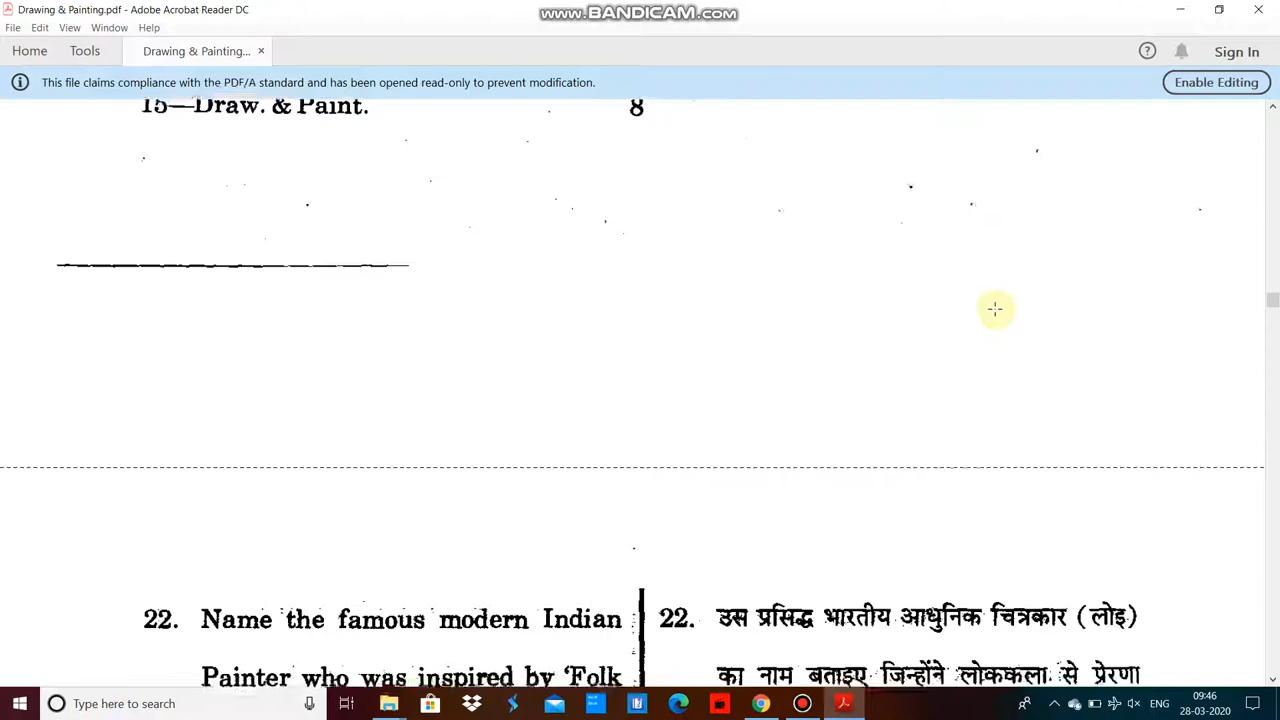 Drawing & Painting.pdf - Adobe Acrobat Reader DC
WWW.BANDICAM.COM
File Edit View Window Help
Home Tools Drawing & Painting... × Sign In
This file claims compliance with the PDF/A standard and has been opened read-only to prevent modification. Enable Editing
15—Draw. & Paint. 8
22. Name the famous modern Indian
Painter who was inspired by ‘Folk
22. उस प्रसिद्ध भारतीय आधुनिक चित्रकार (लोइ)
का नाम बताइए जिन्होंने लोककला से प्रेरणा
Type here to search
ENG
09:46
28-03-2020